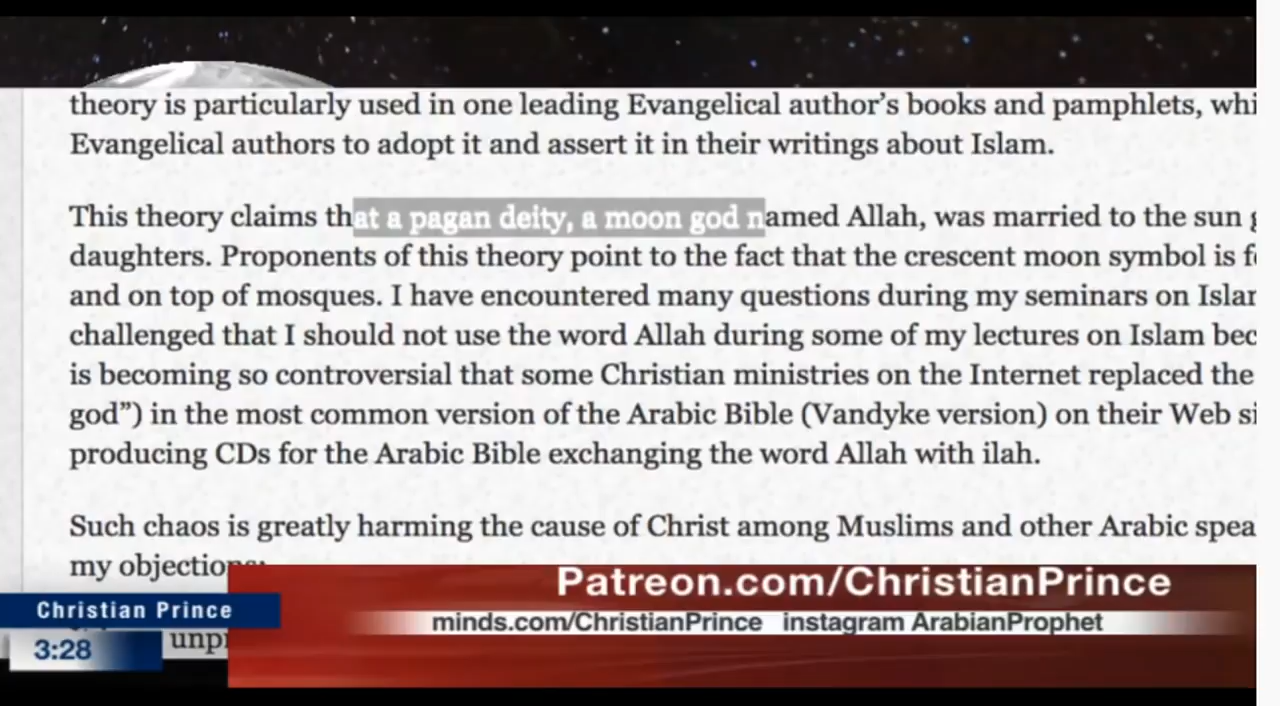 theory is particularly used in one leading Evangelical author's books and pamphlets, whi
Evangelical authors to adopt it and assert it in their writings about Islam.
This theory claims that a pagan deity, a moon god named Allah, was married to the sun g
daughters. Proponents of this theory point to the fact that the crescent moon symbol is f
and on top of mosques. I have encountered many questions during my seminars on Islam
challenged that I should not use the word Allah during some of my lectures on Islam bec
is becoming so controversial that some Christian ministries on the Internet replaced the
god") in the most common version of the Arabic Bible (Vandyke version) on their Web si
producing CDs for the Arabic Bible exchanging the word Allah with ilah.
Such chaos is greatly harming the cause of Christ among Muslims and other Arabic spea
my objections:
Patreon.com/ChristianPrince
Christian Prince
minds.com/ChristianPrince instagram ArabianProphet
3:28
unp